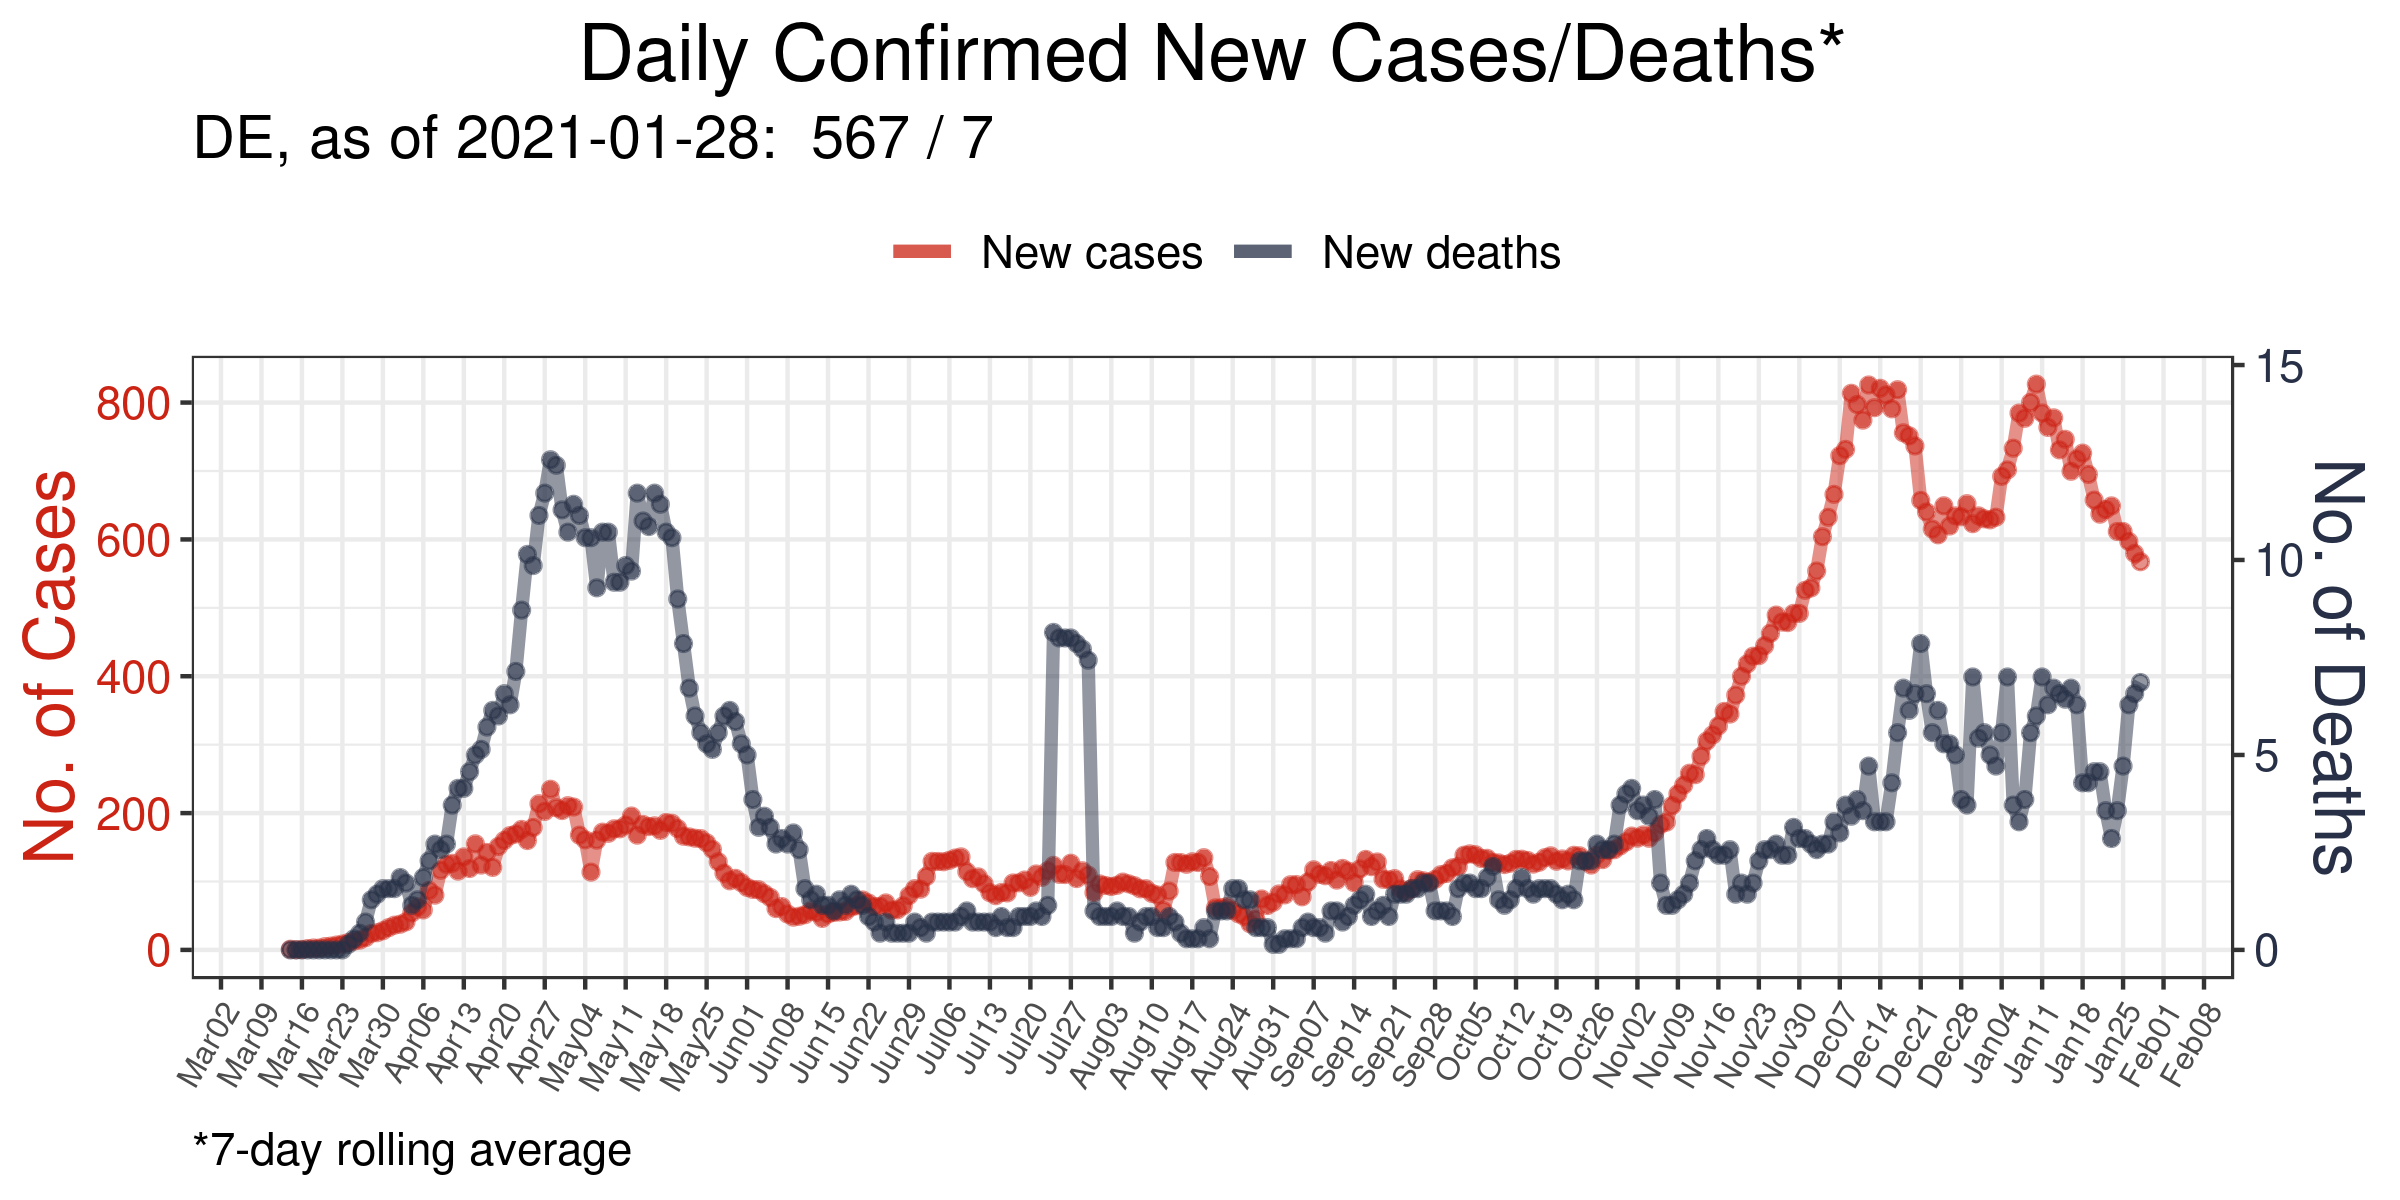 Daily Confirmed New Cases/Deaths*
DE, as of 2021-01-28:  567 / 7
New cases
New deaths
No. of Cases
800
600
400
200
0
15
10
5
0
No. of Deaths
Mar02
Mar09
Mar16
Mar23
Mar30
Apr06
Apr13
Apr20
Apr27
May04
May11
May18
May25
Jun01
Jun08
Jun15
Jun22
Jun29
Jul06
Jul13
Jul20
Jul27
Aug03
Aug10
Aug17
Aug24
Aug31
Sep07
Sep14
Sep21
Sep28
Oct05
Oct12
Oct19
Oct26
Nov02
Nov09
Nov16
Nov23
Nov30
Dec07
Dec14
Dec21
Dec28
Jan04
Jan11
Jan18
Jan25
Feb01
Feb08
*7-day rolling average